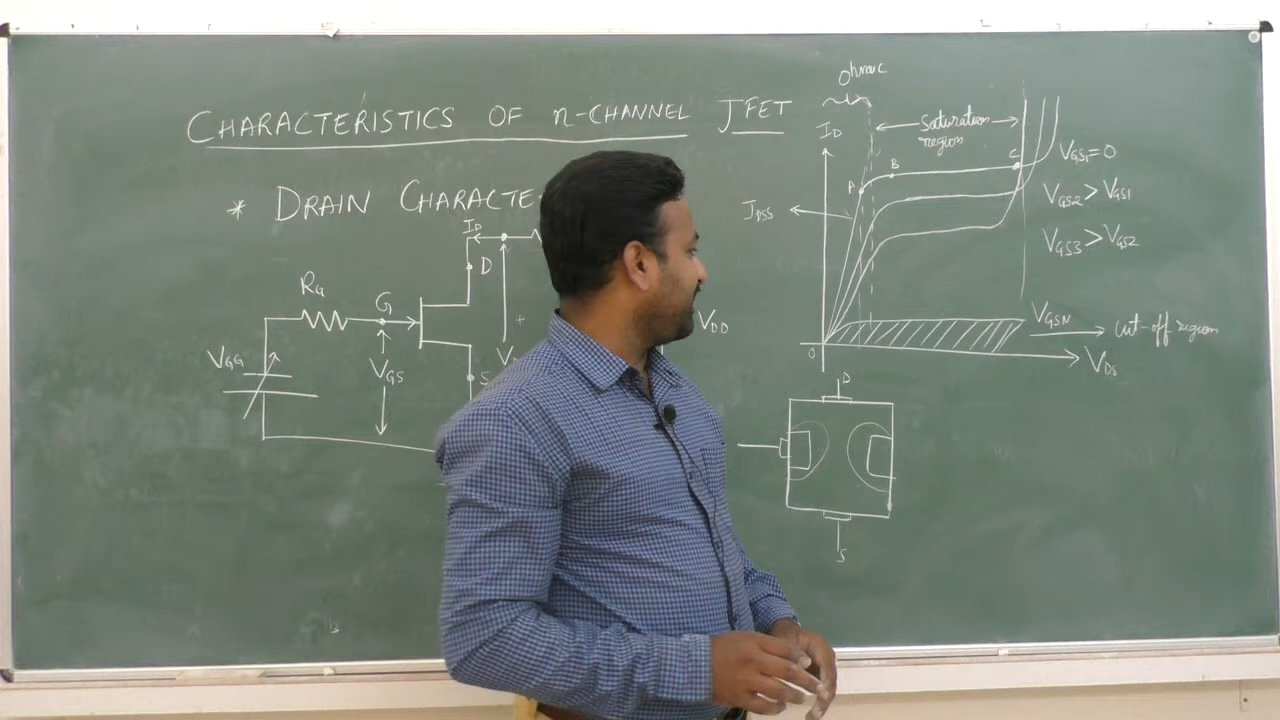 CHARACTERISTICS OF n-CHANNEL JFET
* DRAIN CHARACTE
ID
D
RG
G
VGG
VGS
+
S
VDD
ohmic
ID
Saturation
region
A
B
C
IDSS
VGS1=0
VGS2>VGS1
VGS3>VGS2
VGSN
cut-off region
0
VDS
D
S